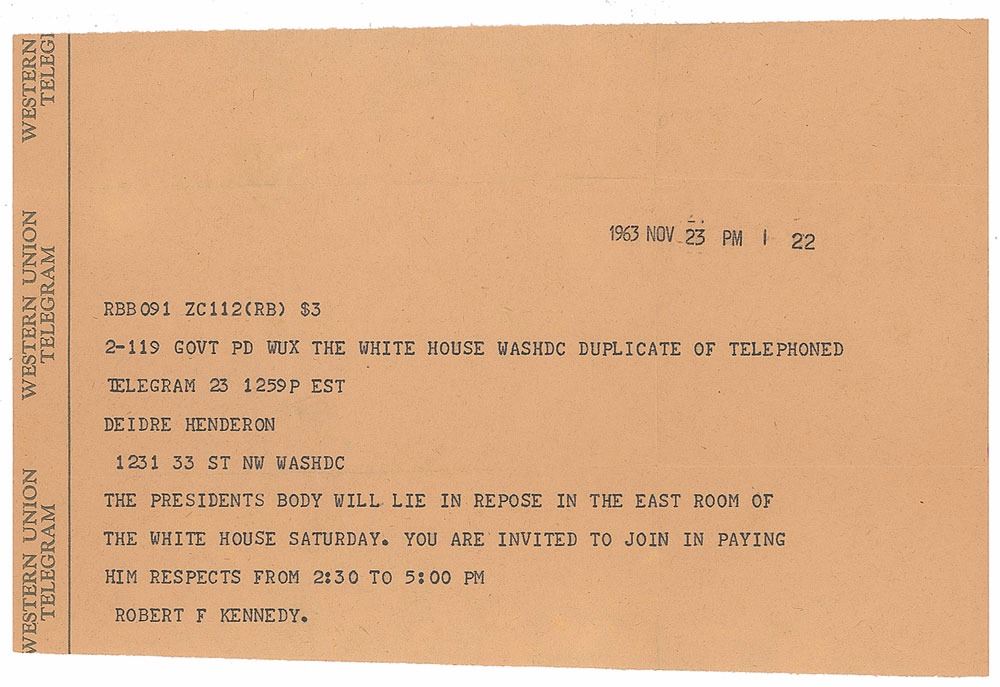 WESTERN
TELEG
WESTERN UNION
TELEGRAM
WESTERN UNION
TELEGRAM
1963 NOV 23 PM 1 22
RBB091 ZC112(RB) $3
2-119 GOVT PD WUX THE WHITE HOUSE WASHDC DUPLICATE OF TELEPHONED
TELEGRAM 23 1259P EST
DEIDRE HENDERON
1231 33 ST NW WASHDC
THE PRESIDENTS BODY WILL LIE IN REPOSE IN THE EAST ROOM OF
THE WHITE HOUSE SATURDAY. YOU ARE INVITED TO JOIN IN PAYING
HIM RESPECTS FROM 2:30 TO 5:00 PM
ROBERT F KENNEDY.